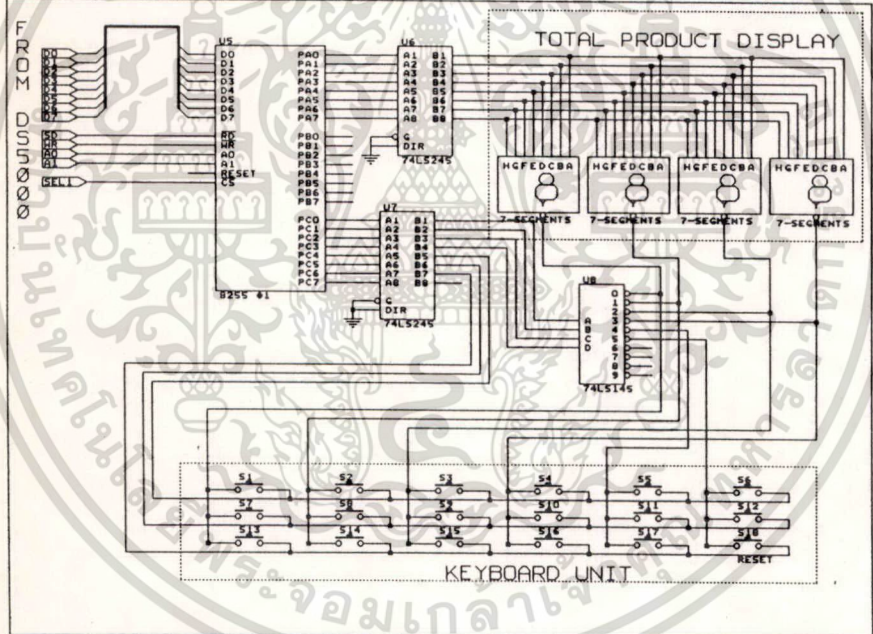 FROM DS5000
D0
D1
D2
D3
D4
D5
D6
D7
WR
A0
A1
SEL1
U5
D0
D1
D2
D3
D4
D5
D6
D7
RD
WR
A0
A1
RESET
CS
PA0
PA1
PA2
PA3
PA4
PA5
PA6
PA7
PB0
PB1
PB2
PB3
PB4
PB5
PB6
PB7
PC0
PC1
PC2
PC3
PC4
PC5
PC6
PC7
8255 #1
U6
A1 B1
A2 B2
A3 B3
A4 B4
A5 B5
A6 B6
A7 B7
A8 B8
G
DIR
74LS245
U7
A1 B1
A2 B2
A3 B3
A4 B4
A5 B5
A6 B6
A7 B7
A8 B8
G
DIR
74LS245
TOTAL PRODUCT DISPLAY
HGFEDCBA HGFEDCBA HGFEDCBA HGFEDCBA
7-SEGMENTS 7-SEGMENTS 7-SEGMENTS 7-SEGMENTS
U8
A
B
C
D
0
1
2
3
4
5
6
7
8
9
74LS145
S1 S2 S3 S4 S5 S6
S7 S8 S9 S10 S11 S12
S13 S14 S15 S16 S17 S18
RESET
KEYBOARD UNIT